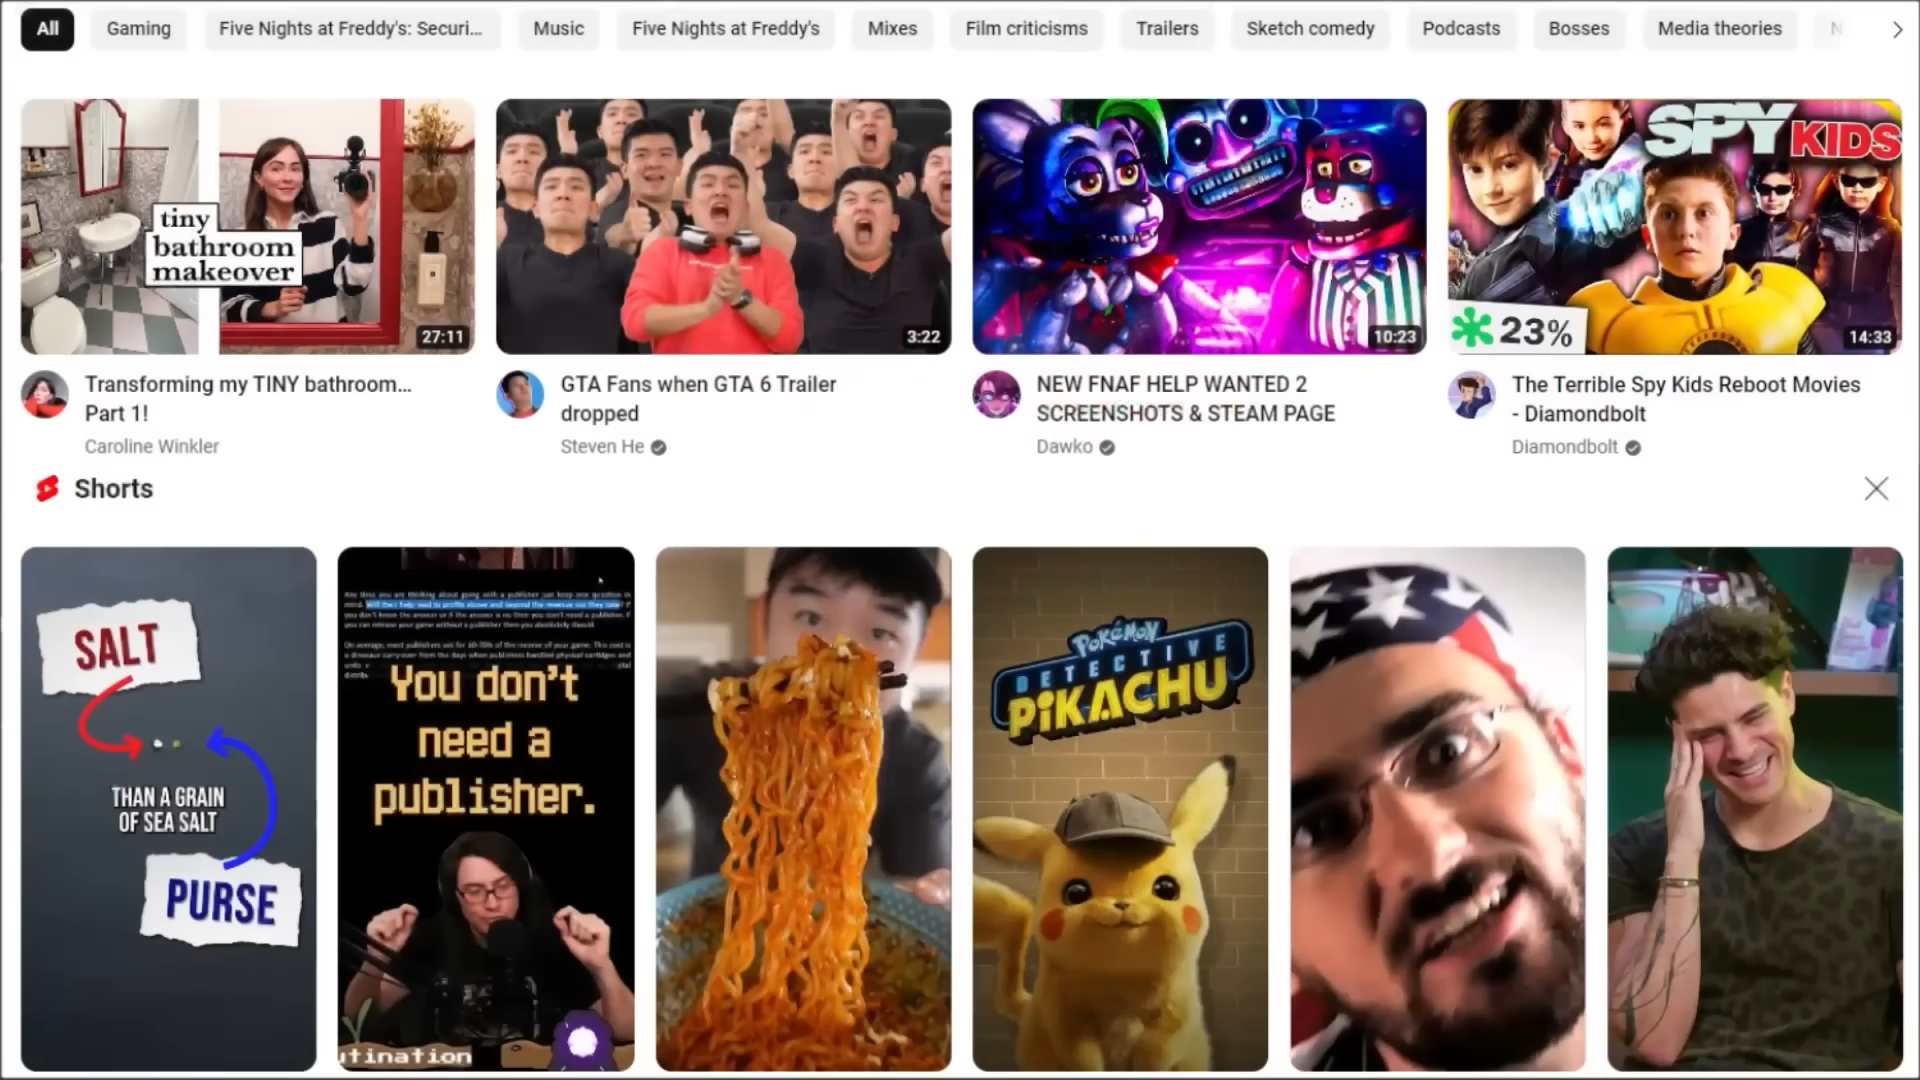 All
Gaming
Five Nights at Freddy's: Securi...
Music
Five Nights at Freddy's
Mixes
Film criticisms
Trailers
Sketch comedy
Podcasts
Bosses
Media theories
N
tiny
bathroom
makeover
27:11
3:22
10:23
SPY KIDS
23%
14:33
Transforming my TINY bathroom...
Part 1!
Caroline Winkler
GTA Fans when GTA 6 Trailer
dropped
Steven He
NEW FNAF HELP WANTED 2
SCREENSHOTS & STEAM PAGE
Dawko
The Terrible Spy Kids Reboot Movies
- Diamondbolt
Diamondbolt
Shorts
SALT
THAN A GRAIN
OF SEA SALT
PURSE
You don't
need a
publisher.
utination
POKÉMON
DETECTIVE
PIKACHU